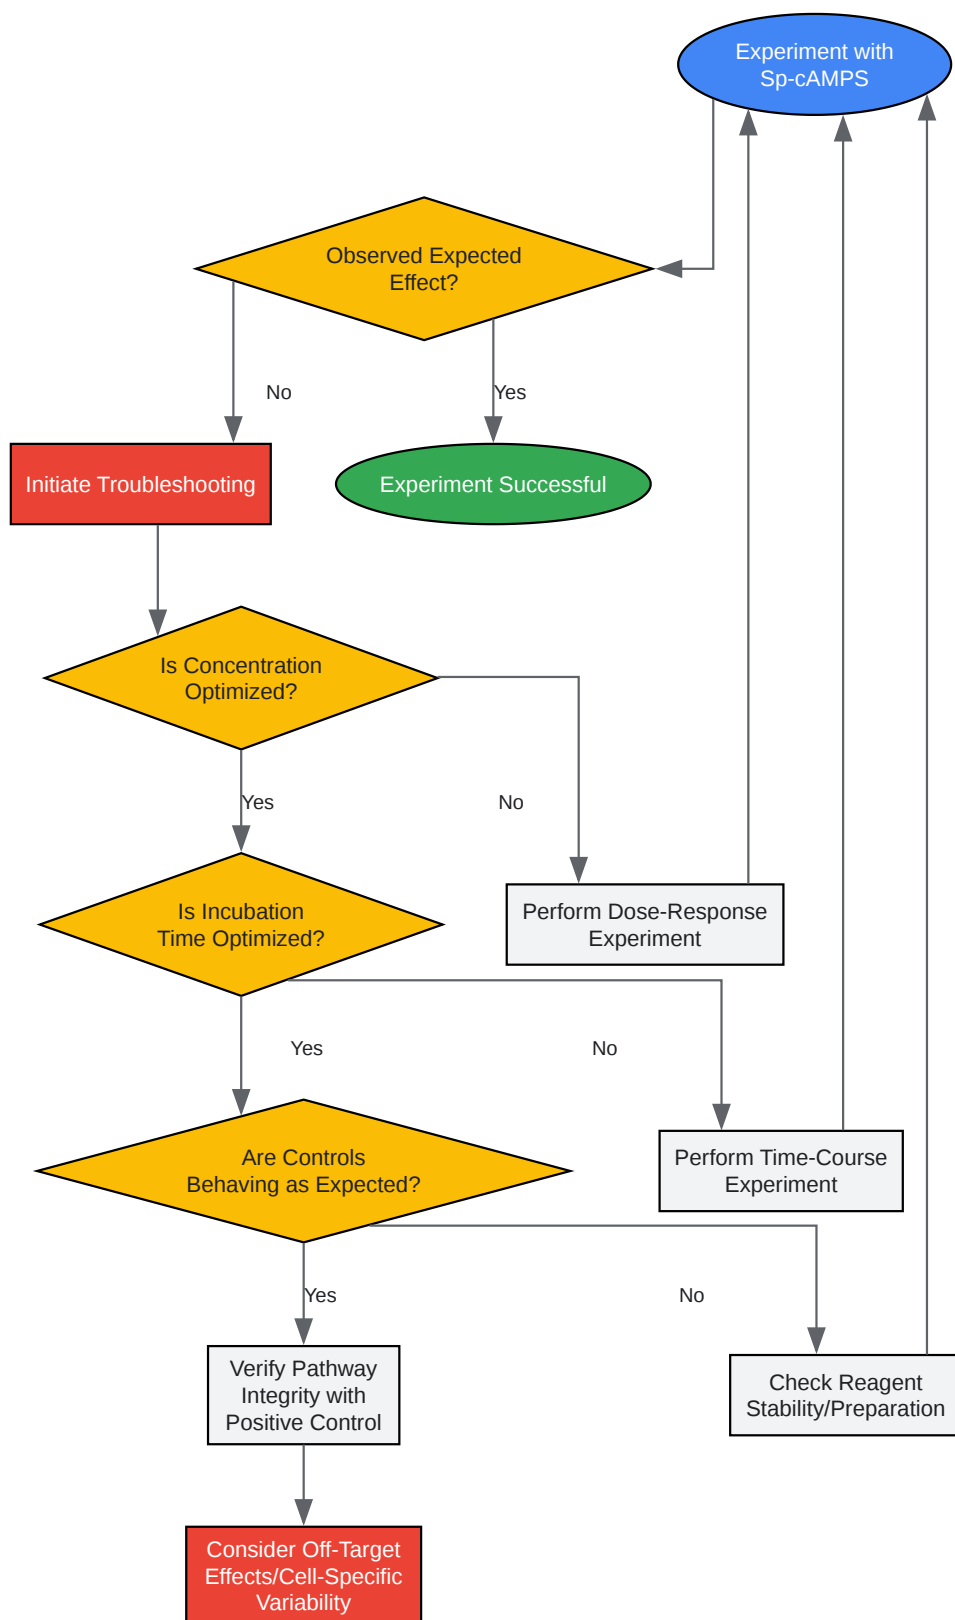 Experiment with
Sp-cAMPS
Observed Expected
Effect?
No
Yes
Initiate Troubleshooting
Experiment Successful
Is Concentration
Optimized?
Yes
No
Is Incubation
Time Optimized?
Perform Dose-Response
Experiment
Yes
No
Are Controls
Behaving as Expected?
Perform Time-Course
Experiment
Yes
No
Verify Pathway
Integrity with
Positive Control
Check Reagent
Stability/Preparation
Consider Off-Target
Effects/Cell-Specific
Variability